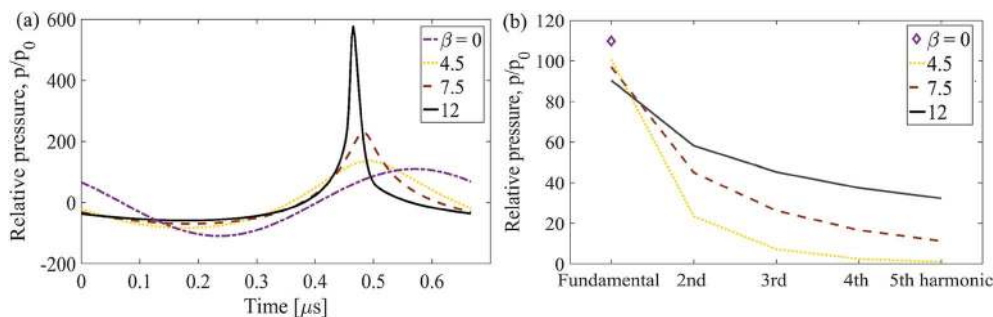 (a)
600
400
200
0
-200
Relative pressure, p/p₀
0 0.1 0.2 0.3 0.4 0.5 0.6
Time [μs]
β = 0
4.5
7.5
12
(b)
120
100
80
60
40
20
0
Relative pressure, p/p₀
Fundamental 2nd 3rd 4th 5th harmonic
β = 0
4.5
7.5
12